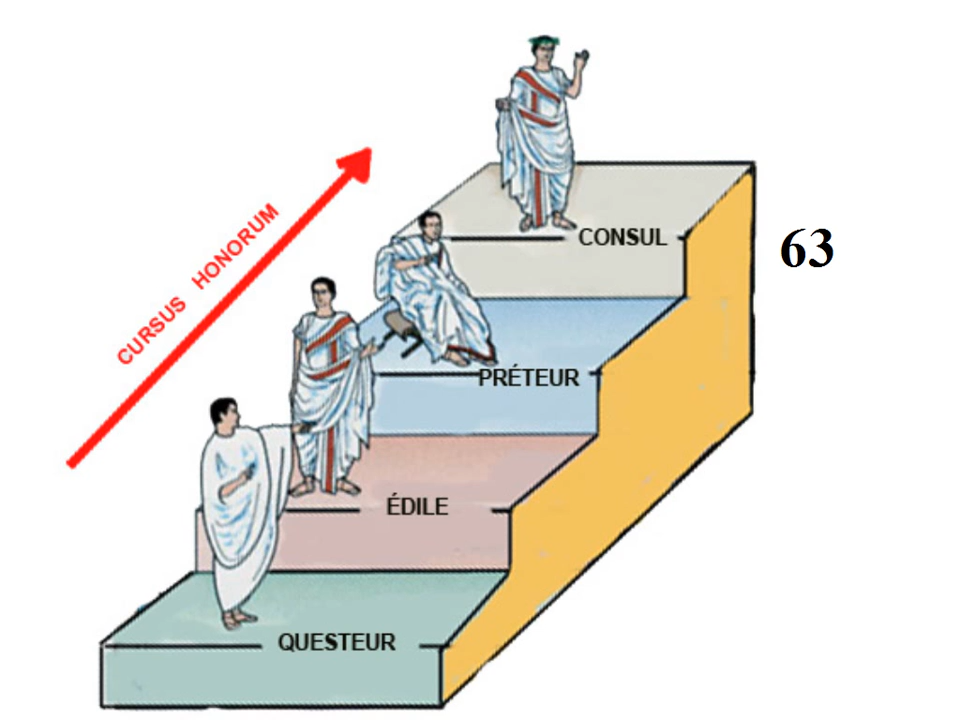 CONSUL
63
CURSUS HONORUM
PRÉTEUR
ÉDILE
QUESTEUR